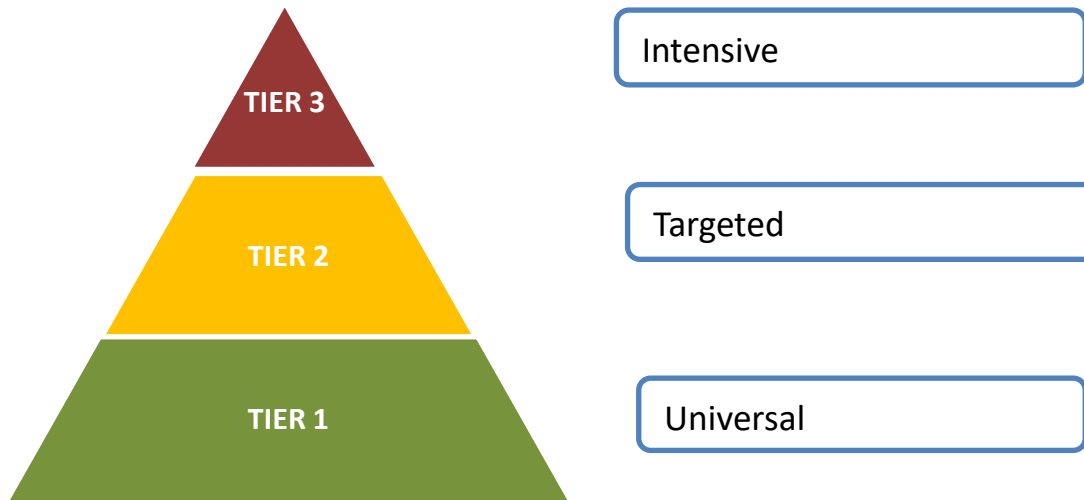 TIER 3
Intensive
TIER 2
Targeted
TIER 1
Universal